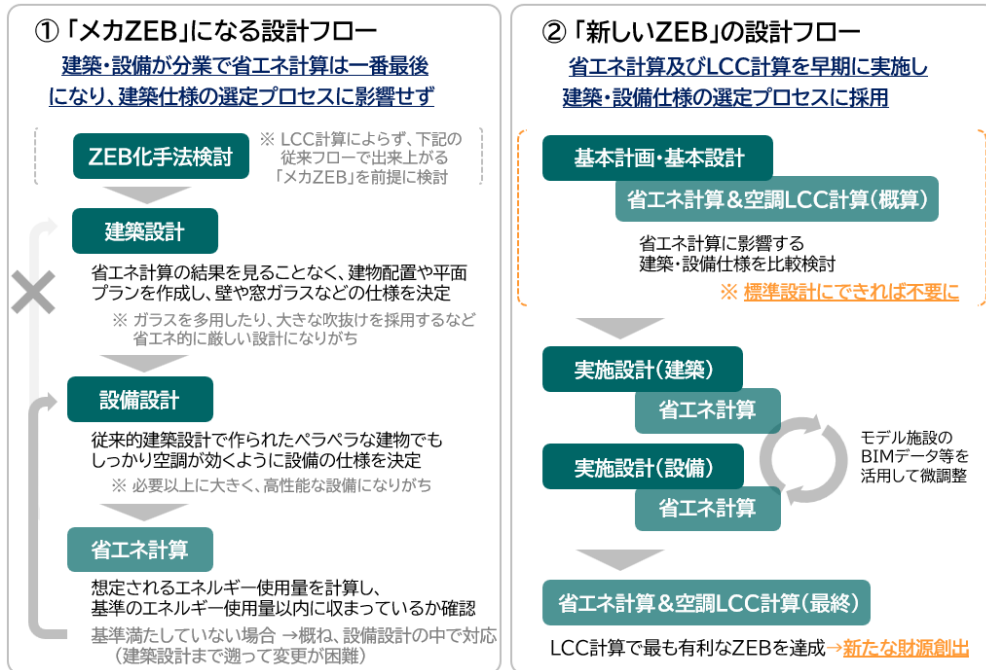 ① 「メカZEB」になる設計フロー
建築・設備が分業で省エネ計算は一番最後
になり、建築仕様の選定プロセスに影響せず
ZEB化手法検討
※ LCC計算によらず、下記の
従来フローで出来上がる
「メカZEB」を前提に検討
建築設計
省エネ計算の結果を見ることなく、建物配置や平面
プランを作成し、壁や窓ガラスなどの仕様を決定
※ ガラスを多用したり、大きな吹抜けを採用するなど
省エネ的に厳しい設計になりがち
設備設計
従来的建築設計で作られたペラペラな建物でも
しっかり空調が効くように設備の仕様を決定
※ 必要以上に大きく、高性能な設備になりがち
省エネ計算
想定されるエネルギー使用量を計算し、
基準のエネルギー使用量以内に収まっているか確認
基準満たしていない場合 →概ね、設備設計の中で対応
（建築設計まで遡って変更が困難）
② 「新しいZEB」の設計フロー
省エネ計算及びLCC計算を早期に実施し
建築・設備仕様の選定プロセスに採用
基本計画・基本設計
省エネ計算＆空調LCC計算（概算）
省エネ計算に影響する
建築・設備仕様を比較検討
※ 標準設計にできれば不要に
実施設計（建築）
省エネ計算
実施設計（設備）
省エネ計算
モデル施設の
BIMデータ等を
活用して微調整
省エネ計算＆空調LCC計算（最終）
LCC計算で最も有利なZEBを達成→新たな財源創出